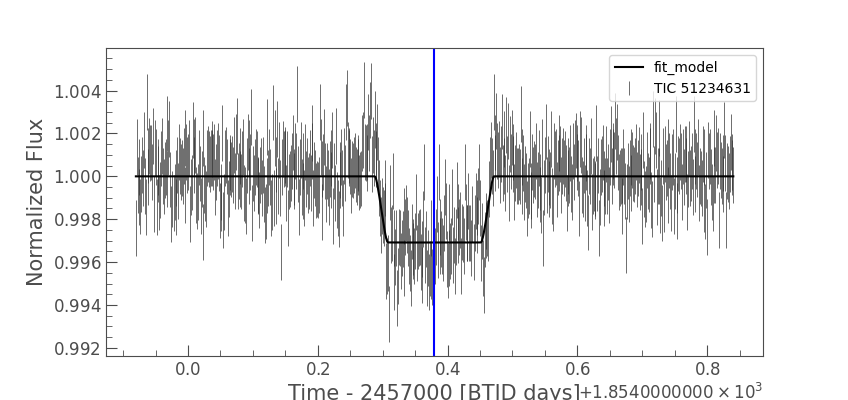 fit_model
TIC 51234631
Normalized Flux
1.004
1.002
1.000
0.998
0.996
0.994
0.992
0.0 0.2 0.4 0.6 0.8
Time - 2457000 [BTJD days] +1.8540000000 × 10³